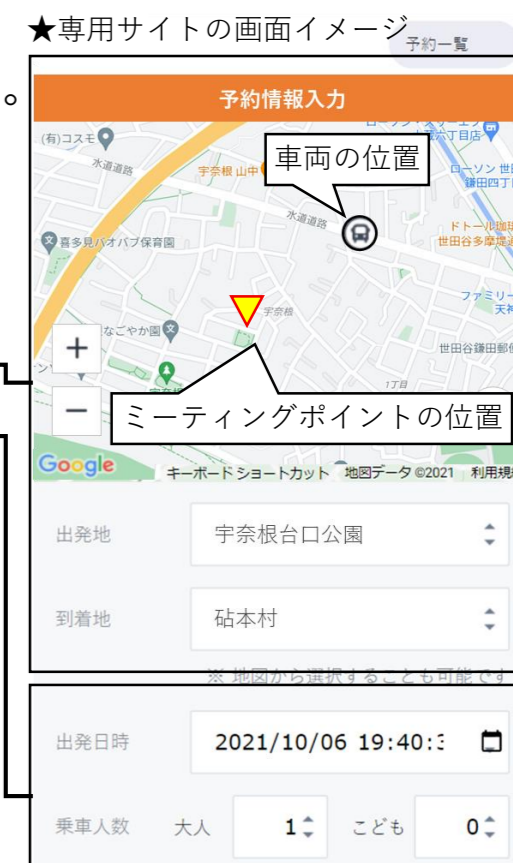 ★専用サイトの画面イメージ
予約一覧
。
予約情報入力
(有)コスモ
水道道路
宇奈根 山中
車両の位置
六丁目店
ローソン 世田
鎌田四丁
水道道路
ドトール珈琲
世田谷多摩堤通
喜多見バオバブ保育園
ファミリー
天神
宇奈根
なごやか園
世田谷鎌田郵便
+
1丁目
−
ミーティングポイントの位置
Google
キーボード ショートカット 地図データ ©2021 利用規約
出発地 宇奈根台口公園
到着地 砧本村
※ 地図から選択することも可能です
出発日時 2021/10/06 19:40:3
乗車人数 大人 1 こども 0